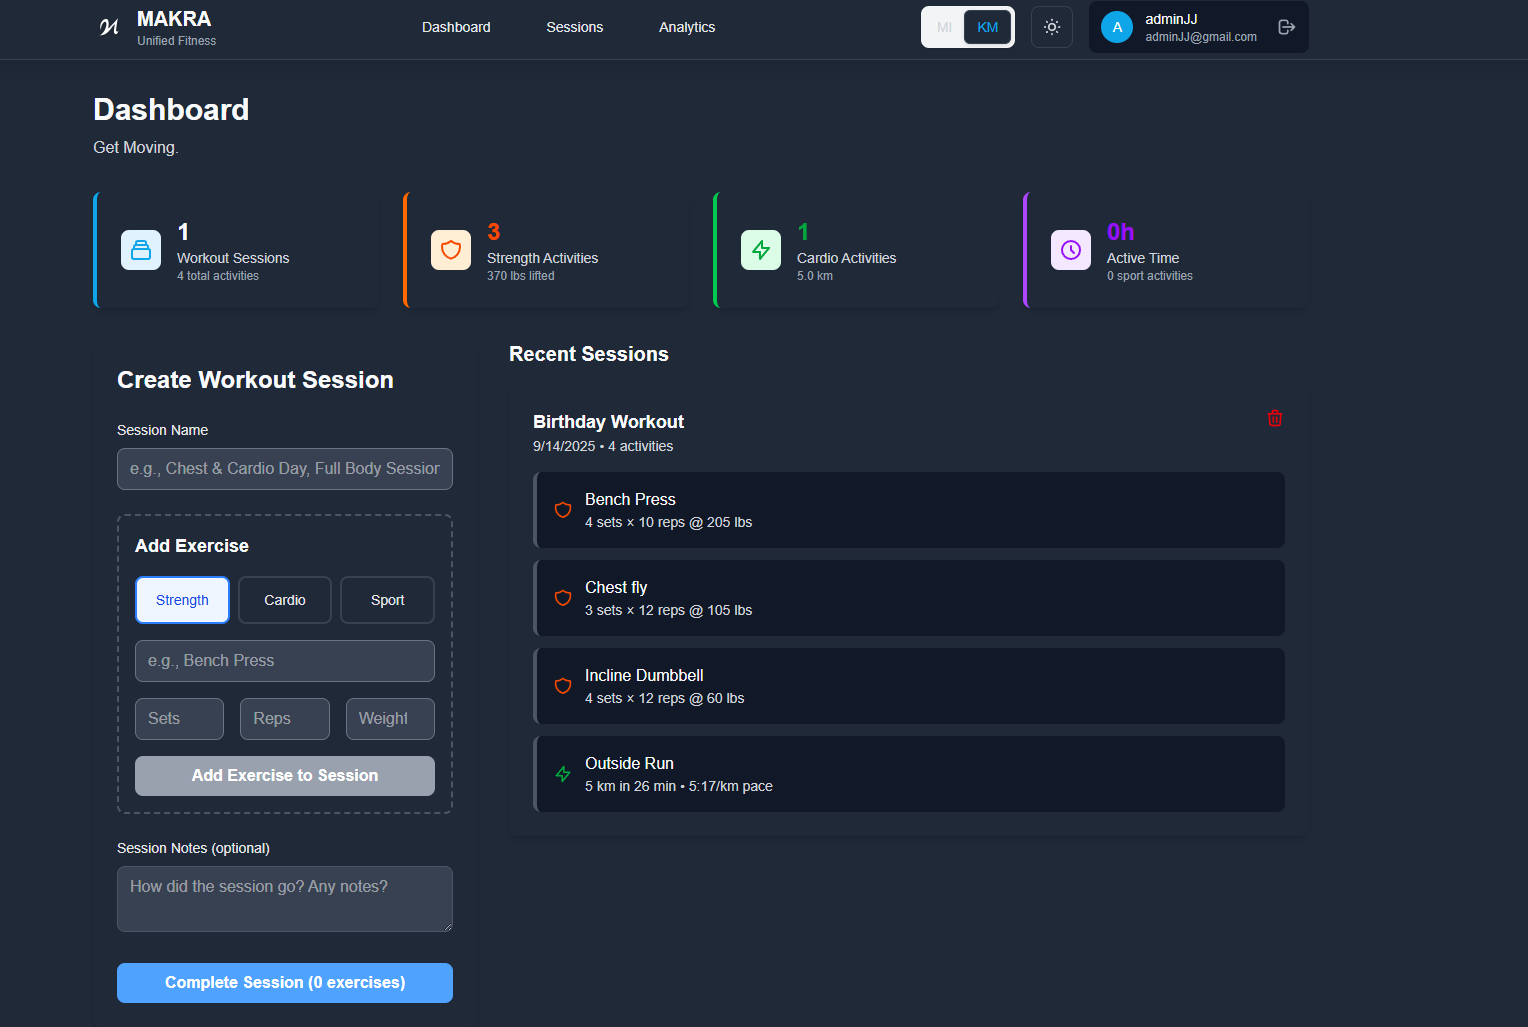 MAKRA
Unified Fitness
Dashboard
Sessions
Analytics
MI
KM
A
adminJJ
adminJJ@gmail.com
Dashboard
Get Moving.
1
Workout Sessions
4 total activities
3
Strength Activities
370 lbs lifted
1
Cardio Activities
5.0 km
0h
Active Time
0 sport activities
Create Workout Session
Session Name
e.g., Chest & Cardio Day, Full Body Session
Add Exercise
Strength
Cardio
Sport
e.g., Bench Press
Sets
Reps
Weight
Add Exercise to Session
Session Notes (optional)
How did the session go? Any notes?
Complete Session (0 exercises)
Recent Sessions
Birthday Workout
9/14/2025 • 4 activities
Bench Press
4 sets × 10 reps @ 205 lbs
Chest fly
3 sets × 12 reps @ 105 lbs
Incline Dumbbell
4 sets × 12 reps @ 60 lbs
Outside Run
5 km in 26 min • 5:17/km pace